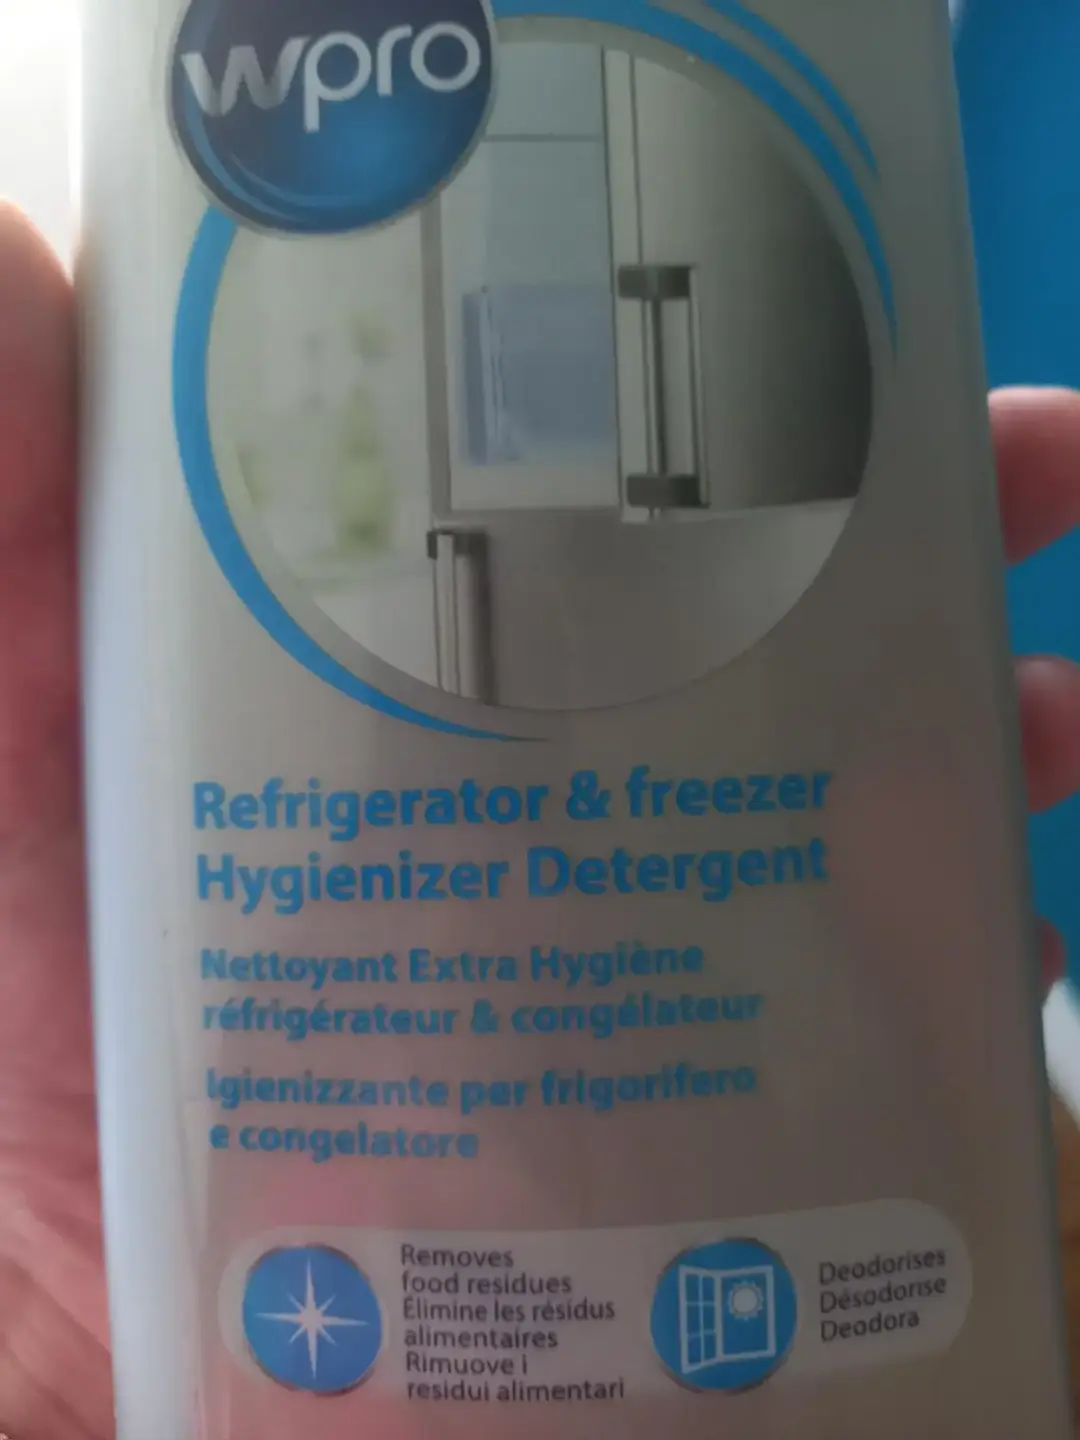 wpro
Refrigerator & freezer
Hygienizer Detergent
Nettoyant Extra Hygiène
réfrigérateur & congélateur
Igienizzante per frigorifero
e congelatore
Removes
food residues
Élimine les résidus
alimentaires
Rimuove i
residui alimentari
Deodorises
Désodorise
Deodora